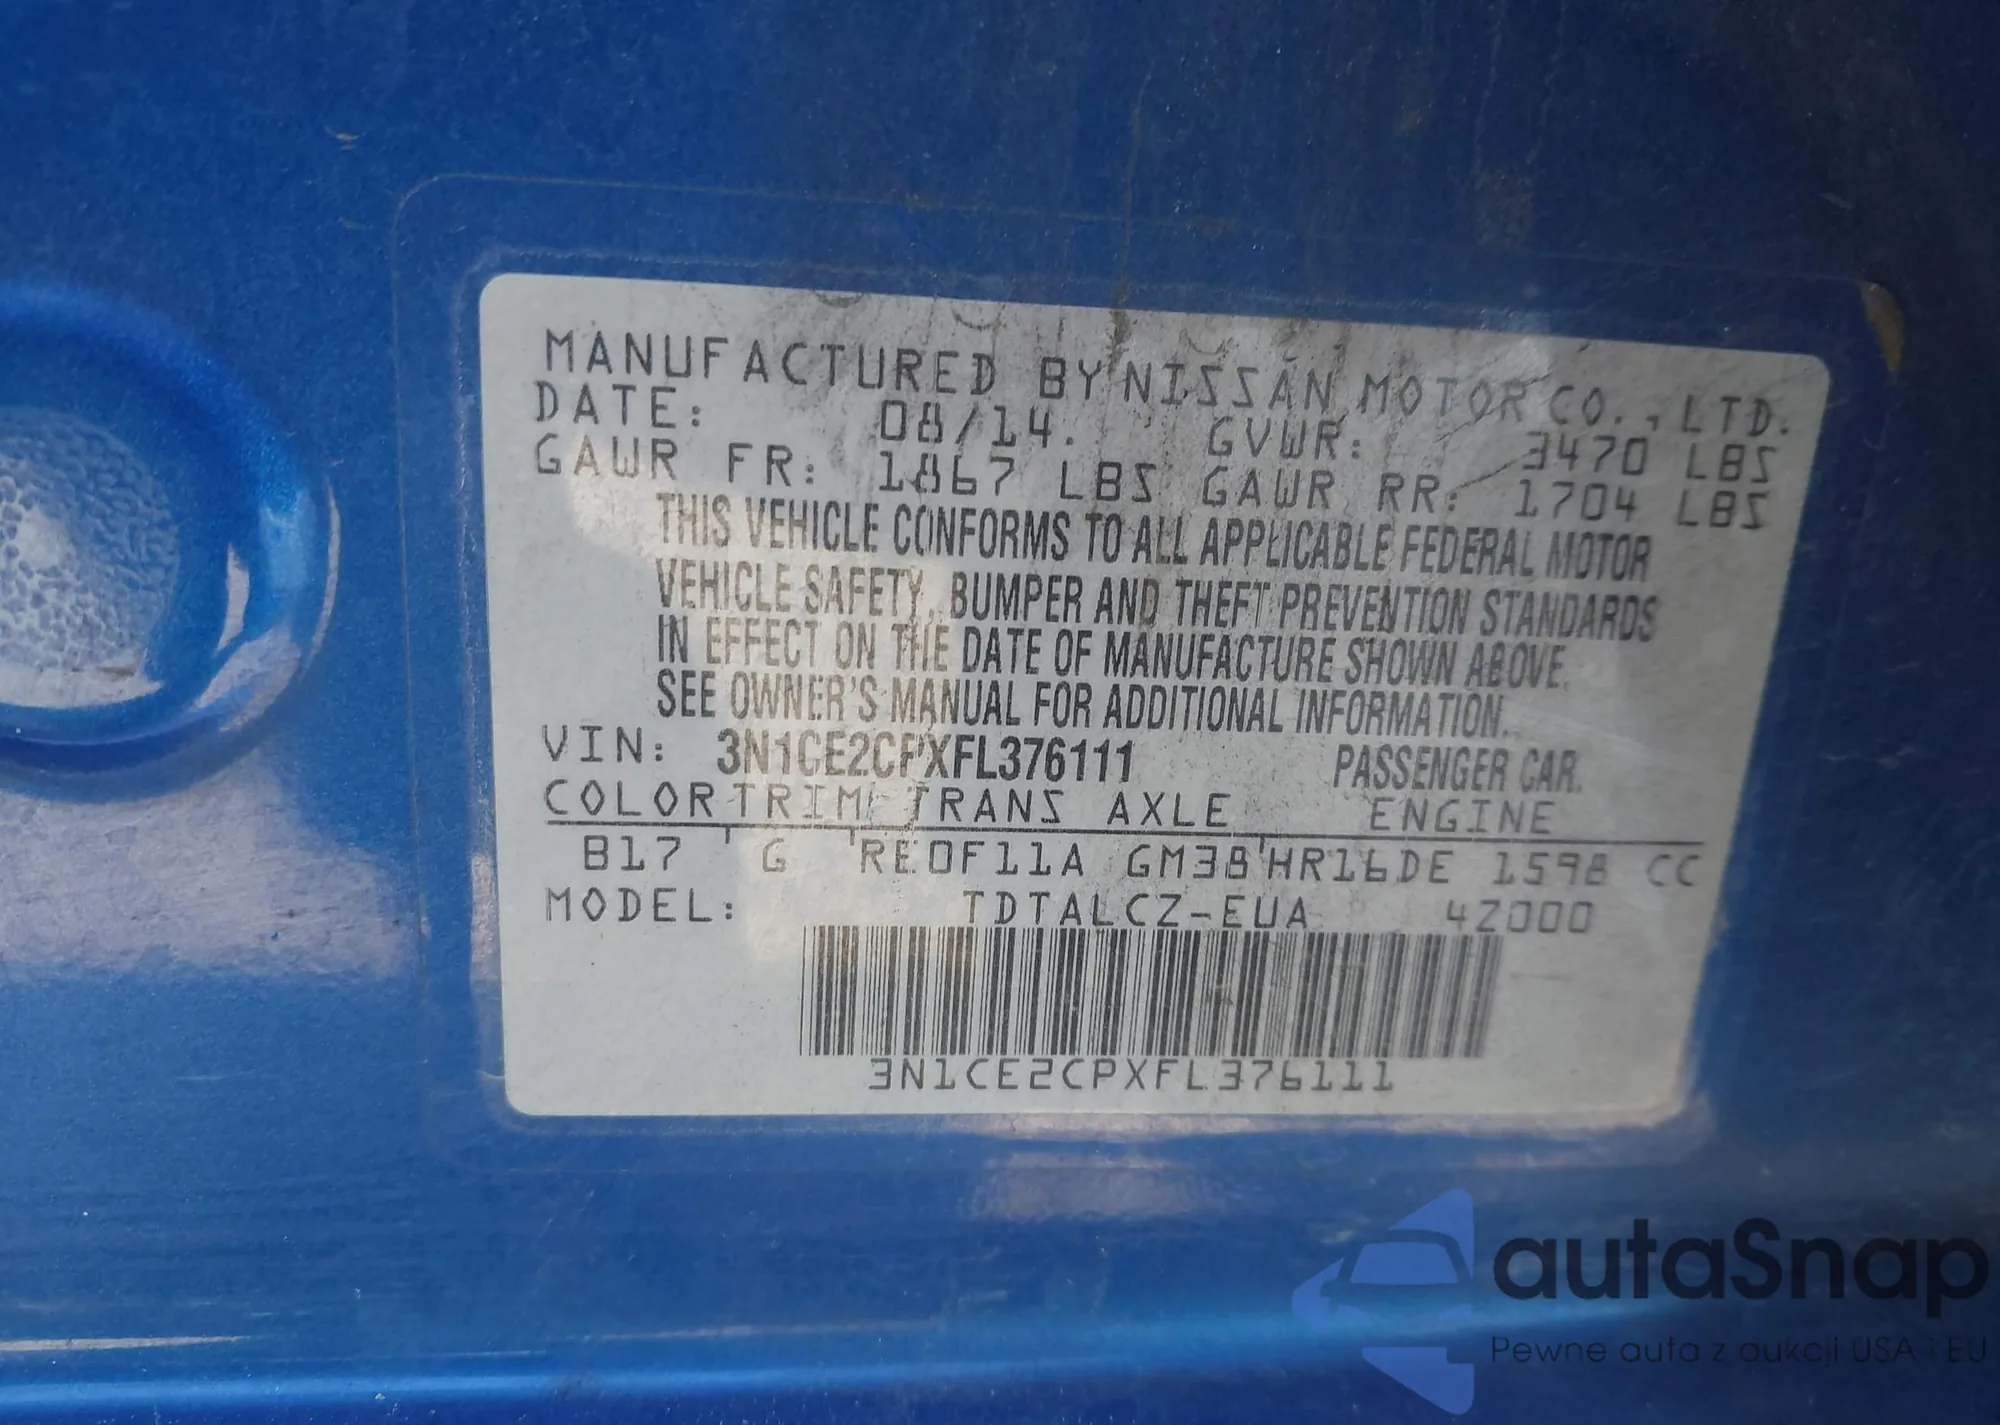 MANUFACTURED BY NISSAN MOTOR CO., LTD.
DATE: 08/14. GVWR: 3470 LBS
GAWR FR: 1867 LBS GAWR RR: 1704 LBS
THIS VEHICLE CONFORMS TO ALL APPLICABLE FEDERAL MOTOR
VEHICLE SAFETY, BUMPER AND THEFT PREVENTION STANDARDS
IN EFFECT ON THE DATE OF MANUFACTURE SHOWN ABOVE.
SEE OWNER'S MANUAL FOR ADDITIONAL INFORMATION.
VIN: 3N1CE2CPXFL376111 PASSENGER CAR.
COLOR TRIM TRANS AXLE ENGINE
B17 G RE0F11A GM38 HR16DE 1598 CC
MODEL: TDTALCZ-EUA 4Z000
3N1CE2CPXFL376111
autaSnap
Pewne auta z aukcji USA i EU